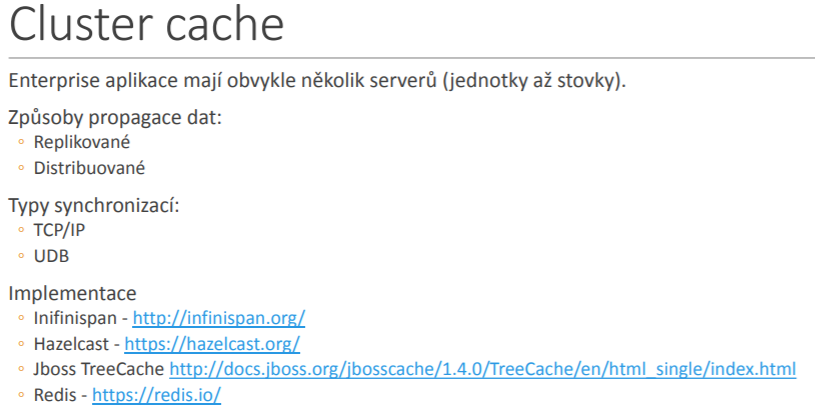 Cluster cache
Enterprise aplikace mají obvykle několik serverů (jednotky až stovky).
Způsoby propagace dat:
◦ Replikované
◦ Distribuované
Typy synchronizací:
◦ TCP/IP
◦ UDB
Implementace
◦ Inifinispan - http://infinispan.org/
◦ Hazelcast - https://hazelcast.org/
◦ Jboss TreeCache http://docs.jboss.org/jbosscache/1.4.0/TreeCache/en/html_single/index.html
◦ Redis - https://redis.io/